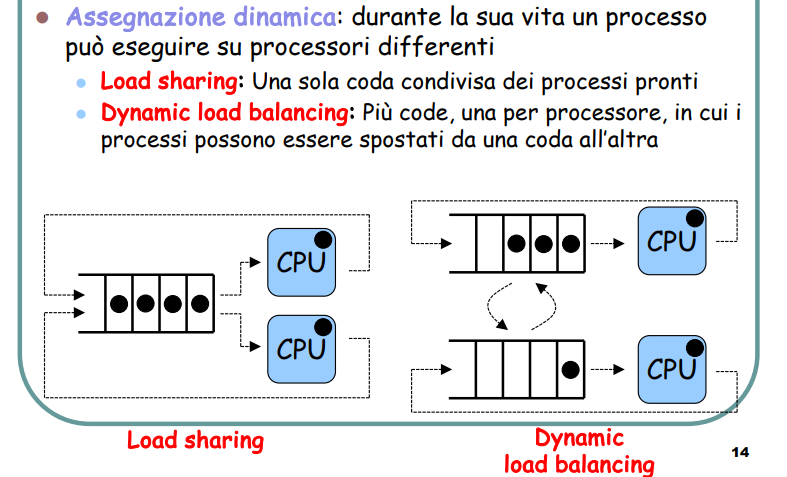 Assegnazione dinamica: durante la sua vita un processo
può eseguire su processori differenti
Load sharing: Una sola coda condivisa dei processi pronti
Dynamic load balancing: Più code, una per processore, in cui i
processi possono essere spostati da una coda all’altra
CPU
CPU
Load sharing
CPU
CPU
Dynamic
load balancing
14